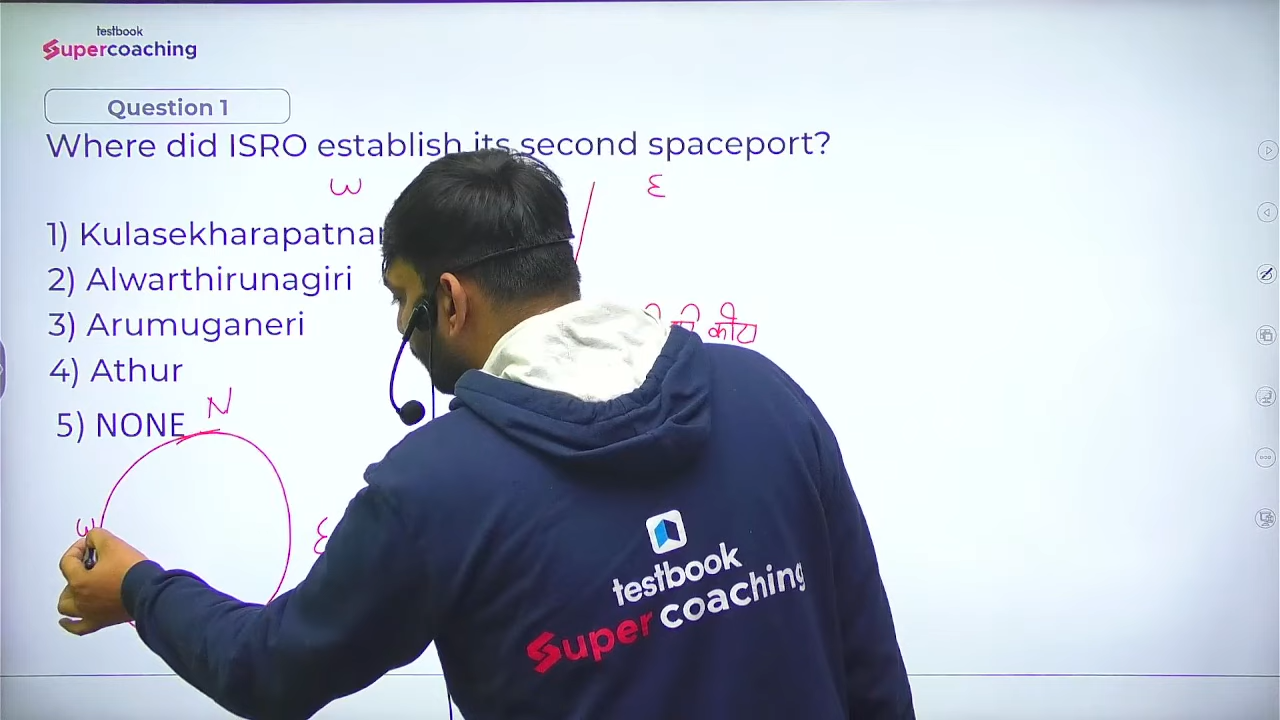 testbook
Supercoaching
Question 1
Where did ISRO establish its second spaceport?
W
E
1) Kulasekharapatna
2) Alwarthirunagiri
3) Arumuganeri
कोटा
4) Athur
N
5) NONE
W
E
testbook
Super coaching